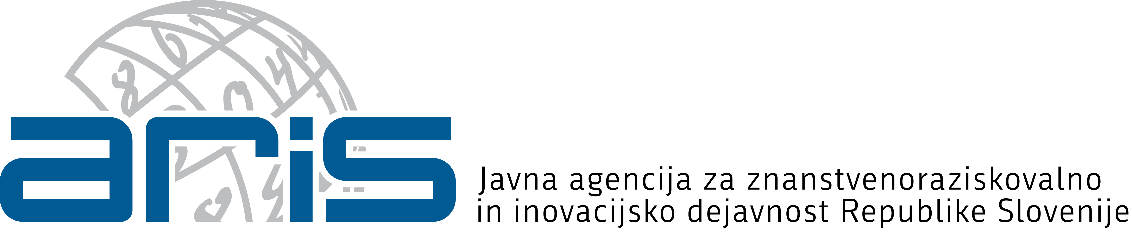 aris
Javna agencija za znanstvenoraziskovalno
in inovacijsko dejavnost Republike Slovenije